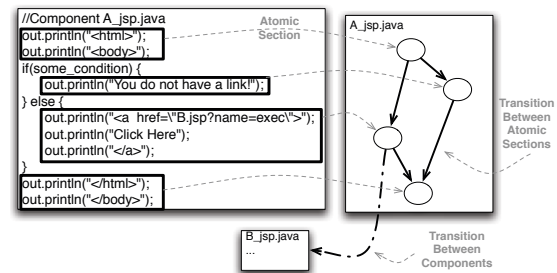 //Component A_jsp.java
out.println("<html>");
out.println("<body>");
if(some_condition) {
out.println("You do not have a link!");
} else {
out.println("<a href=\"B.jsp?name=exec\">");
out.println("Click Here");
out.println("</a>");
}
out.println("</html>");
out.println("</body>");
Atomic
Section
A_jsp.java
Transition
Between
Atomic
Sections
B_jsp.java
...
Transition
Between
Components